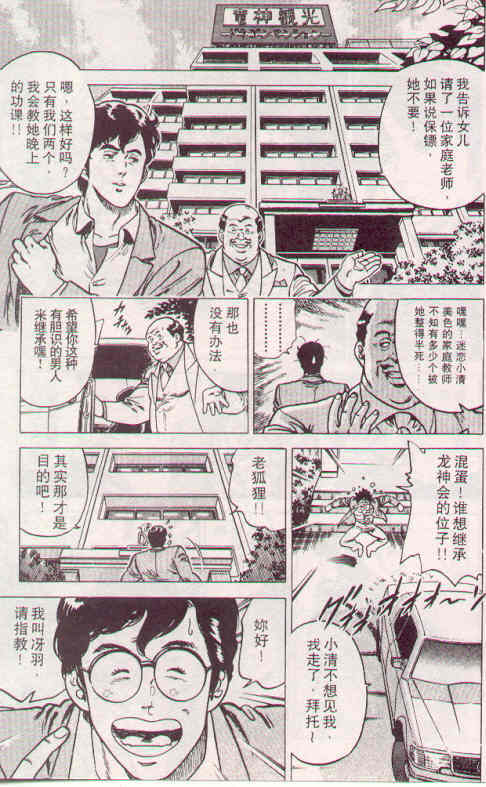 竜神観光
我告诉女儿
请了一位家庭老师，
如果说保镖，
她不要！
嗯，这样好吗？
只有我们两个，
我会教她晚上
的功课!!
嘿嘿…迷恋小清
美色的家庭教师
不知有多少个被
她整得半死……
那也
没有办法．
希望你这种
有胆识的男人
来继承嘿！
混蛋！谁想继承
龙神会的位子!!
老狐狸!!
其实那才是
目的吧！
小清不想见我，
我走了．拜托～
妳好！
我叫冴羽．
请指教！